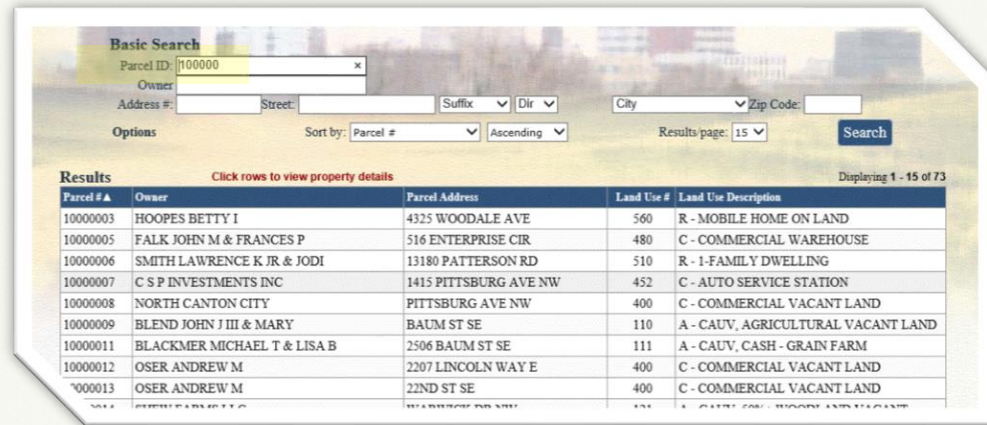 Basic Search
Parcel ID: 100000 ×
Owner
Address #: Street: Suffix Dir City Zip Code:
Options Sort by: Parcel # Ascending Results/page: 15 Search
Results Click rows to view property details Displaying 1 - 15 of 73
Parcel #▲ Owner Parcel Address Land Use # Land Use Description
10000003 HOOPES BETTY I 4325 WOODALE AVE 560 R - MOBILE HOME ON LAND
10000005 FALK JOHN M & FRANCES P 516 ENTERPRISE CIR 480 C - COMMERCIAL WAREHOUSE
10000006 SMITH LAWRENCE K JR & JODI 13180 PATTERSON RD 510 R - 1-FAMILY DWELLING
10000007 C S P INVESTMENTS INC 1415 PITTSBURG AVE NW 452 C - AUTO SERVICE STATION
10000008 NORTH CANTON CITY PITTSBURG AVE NW 400 C - COMMERCIAL VACANT LAND
10000009 BLEND JOHN J III & MARY BAUM ST SE 110 A - CAUV, AGRICULTURAL VACANT LAND
10000011 BLACKMER MICHAEL T & LISA B 2506 BAUM ST SE 111 A - CAUV, CASH - GRAIN FARM
10000012 OSER ANDREW M 2207 LINCOLN WAY E 400 C - COMMERCIAL VACANT LAND
0000013 OSER ANDREW M 22ND ST SE 400 C - COMMERCIAL VACANT LAND